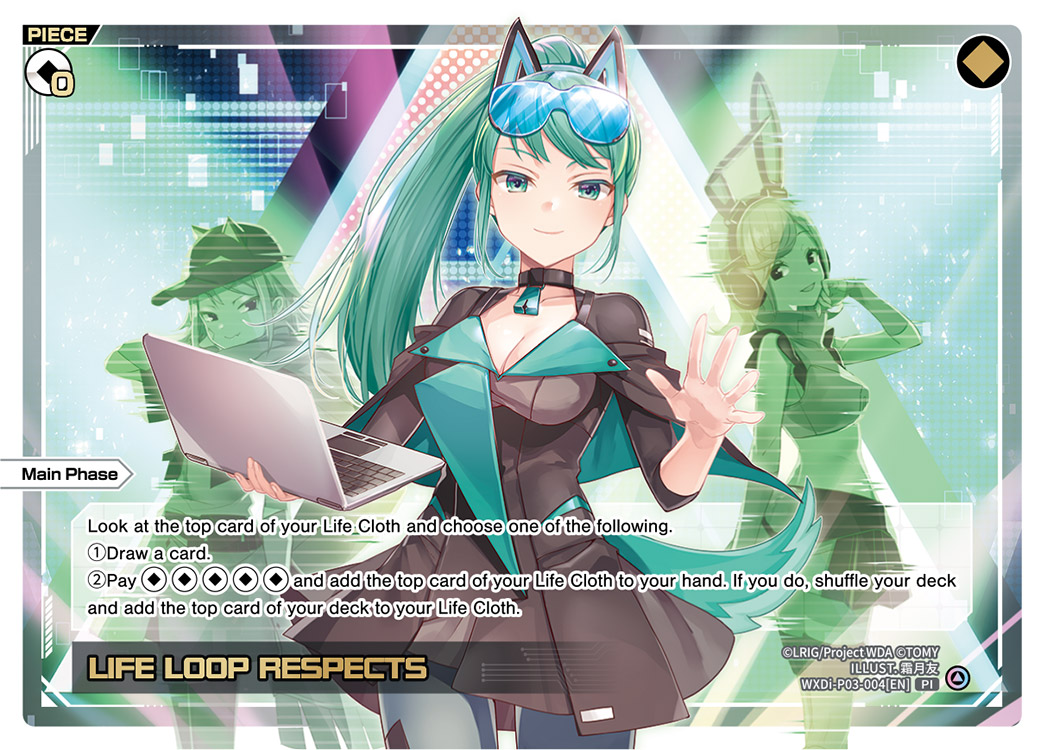 PIECE
0
Main Phase
Look at the top card of your Life Cloth and choose one of the following.
①Draw a card.
②Pay ◆◆◆◆◆ and add the top card of your Life Cloth to your hand. If you do, shuffle your deck
and add the top card of your deck to your Life Cloth.
LIFE LOOP RESPECTS
©LRIG/Project WDA ©TOMY
ILLUST. 霜月友
WXDi-P03-004[EN] PI